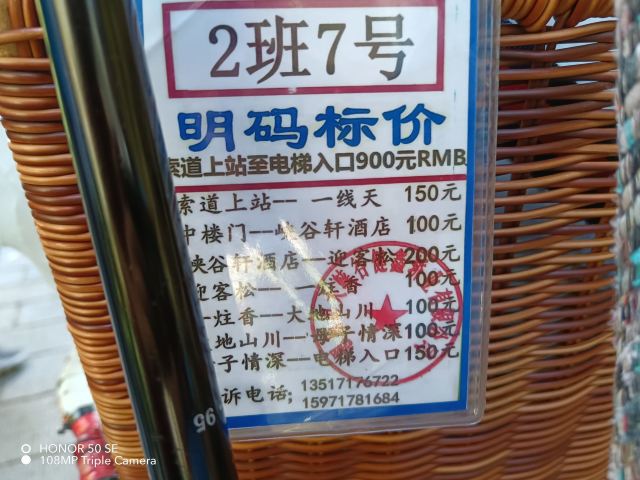 2班7号
明码标价
索道上站至电梯入口900元RMB
索道上站-- 一线天 150元
中楼门--峡谷轩酒店 100元
峡谷轩酒店--迎客松 200元
迎客松--一炷香 100元
一炷香--大地山川 100元
地山川--母子情深 100元
子情深--电梯入口 150元
诉电话: 13517176722
15971781684
96
HONOR 50 SE
108MP Triple Camera